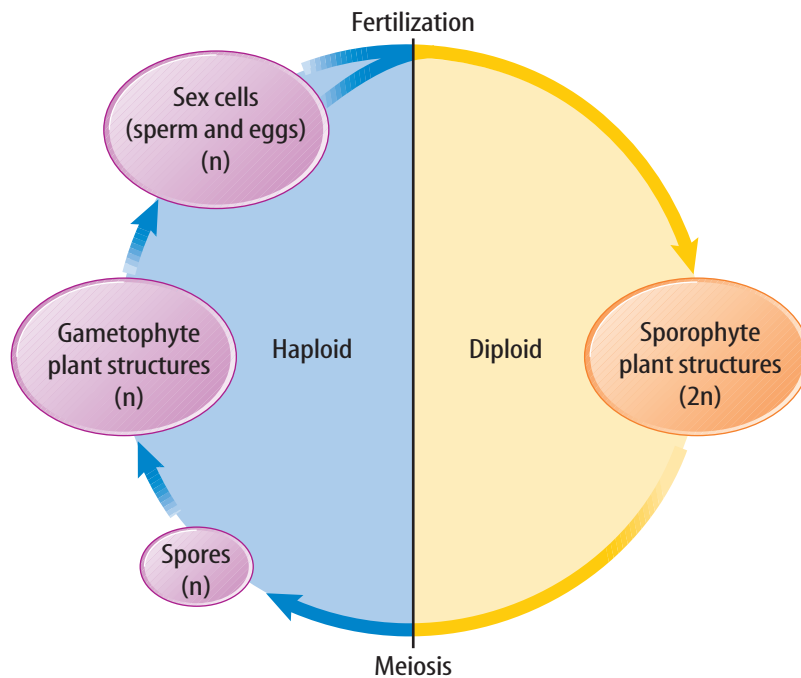 Fertilization
Sex cells
(sperm and eggs)
(n)
Gametophyte
plant structures
(n)
Haploid
Diploid
Sporophyte
plant structures
(2n)
Spores
(n)
Meiosis